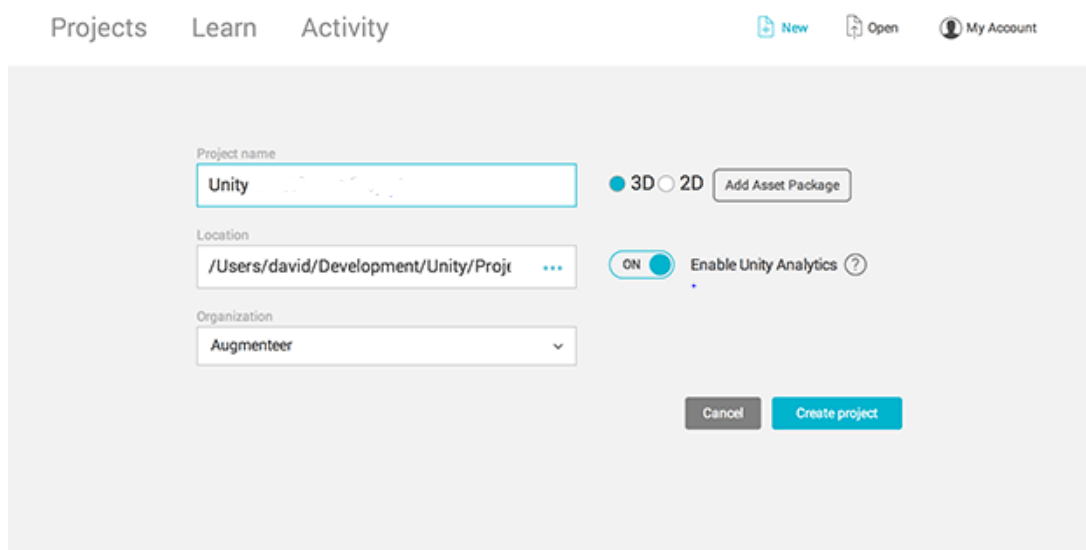 Projects Learn Activity New Open My Account
Project name
Unity 3D 2D Add Asset Package
Location
/Users/david/Development/Unity/Proje ... ON Enable Unity Analytics ?
Organization
Augmenteer
Cancel Create project